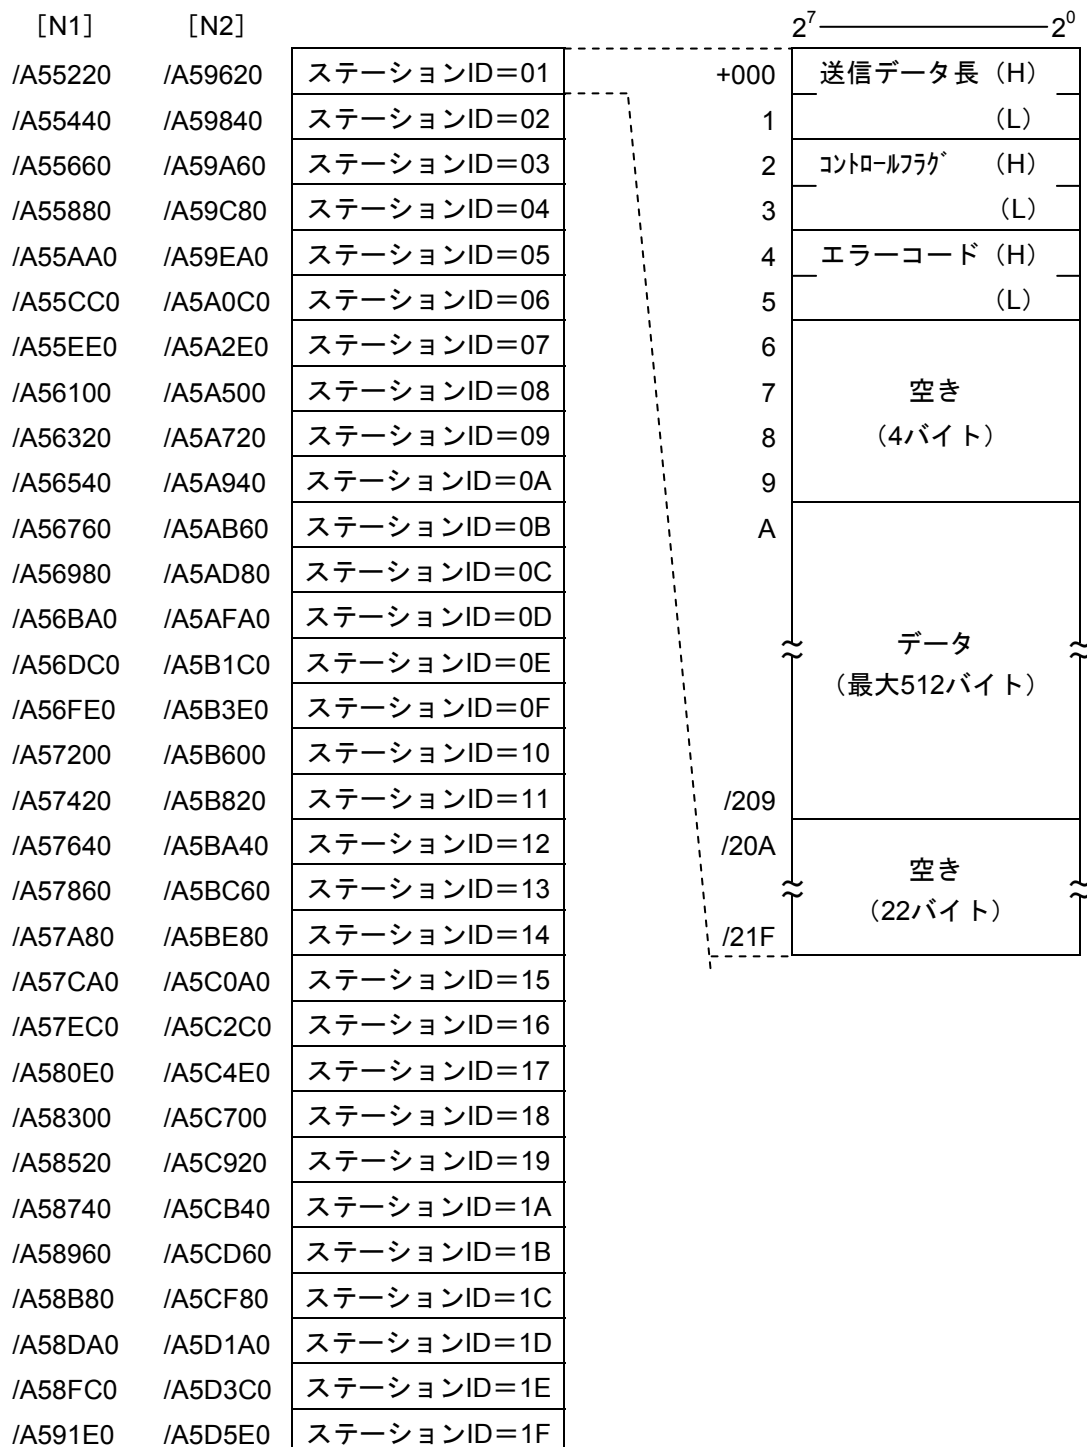 ［N1］ ［N2］
/A55220 /A59620 ステーションID＝01
/A55440 /A59840 ステーションID＝02
/A55660 /A59A60 ステーションID＝03
/A55880 /A59C80 ステーションID＝04
/A55AA0 /A59EA0 ステーションID＝05
/A55CC0 /A5A0C0 ステーションID＝06
/A55EE0 /A5A2E0 ステーションID＝07
/A56100 /A5A500 ステーションID＝08
/A56320 /A5A720 ステーションID＝09
/A56540 /A5A940 ステーションID＝0A
/A56760 /A5AB60 ステーションID＝0B
/A56980 /A5AD80 ステーションID＝0C
/A56BA0 /A5AFA0 ステーションID＝0D
/A56DC0 /A5B1C0 ステーションID＝0E
/A56FE0 /A5B3E0 ステーションID＝0F
/A57200 /A5B600 ステーションID＝10
/A57420 /A5B820 ステーションID＝11
/A57640 /A5BA40 ステーションID＝12
/A57860 /A5BC60 ステーションID＝13
/A57A80 /A5BE80 ステーションID＝14
/A57CA0 /A5C0A0 ステーションID＝15
/A57EC0 /A5C2C0 ステーションID＝16
/A580E0 /A5C4E0 ステーションID＝17
/A58300 /A5C700 ステーションID＝18
/A58520 /A5C920 ステーションID＝19
/A58740 /A5CB40 ステーションID＝1A
/A58960 /A5CD60 ステーションID＝1B
/A58B80 /A5CF80 ステーションID＝1C
/A58DA0 /A5D1A0 ステーションID＝1D
/A58FC0 /A5D3C0 ステーションID＝1E
/A591E0 /A5D5E0 ステーションID＝1F
2⁷ 2⁰
+000 送信データ長（H）
1 （L）
2 ｺﾝﾄﾛｰﾙﾌﾗｸﾞ （H）
3 （L）
4 エラーコード（H）
5 （L）
6
7 空き
8 （4バイト）
9
A
データ
（最大512バイト）
/209
/20A
空き
（22バイト）
/21F